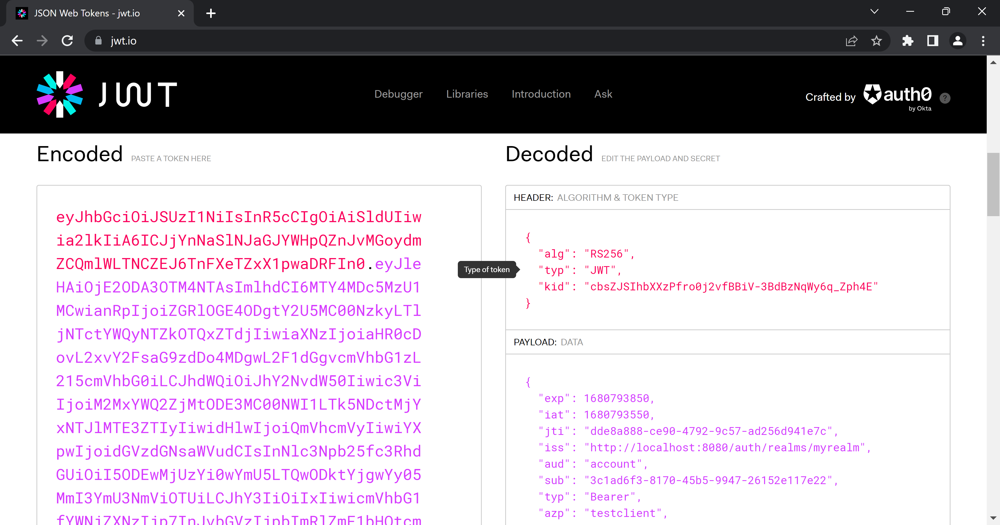 JSON Web Tokens - jwt.io
jwt.io
JWT
Debugger
Libraries
Introduction
Ask
Crafted by
auth0
by Okta
?
Encoded PASTE A TOKEN HERE
eyJhbGciOiJSUzI1NiIsInR5cCIgOiAiSldUIiw
ia2lkIiA6ICJjYnNaSlNJaGJYWHpQZnJvMGoydm
ZCQmlWLTNCZEJ6TnFXeTZxX1pwaDRFIn0.eyJle
HAiOjE2ODA3OTM4NTAsImlhdCI6MTY4MDc5MzU1
MCwianRpIjoiZGRlOGE4ODgtY2U5MC00NzkyLTl
jNTctYWQyNTZkOTQxZTdjIiwiaXNzIjoiaHR0cD
ovL2xvY2FsaG9zdDo4MDgwL2F1dGgvcmVhbG1zL
215cmVhbG0iLCJhdWQiOiJhY2NvdW50Iiwic3Vi
IjoiM2MxYWQ2ZjMtODE3MC00NWI1LTk5NDctMjY
xNTJlMTE3ZTIyIiwidHlwIjoiQmVhcmVyIiwiYX
pwIjoidGVzdGNsaWVudCIsInNlc3Npb25fc3Rhd
GUiOiI5ODEwMjUzYi0wYmU5LTQwODktYjgwYy05
MmI3YmU3NmViOTUiLCJhY3IiOiIxIiwicmVhbG1
fYWNjZXNzIjp7InJvbGVzIjpbImRlZmF1bHQtcm
Decoded EDIT THE PAYLOAD AND SECRET
HEADER: ALGORITHM & TOKEN TYPE
{
"alg": "RS256",
Type of token
"typ": "JWT",
"kid": "cbsZJSIhbXXzPfro0j2vfBBiV-3BdBzNqWy6q_Zph4E"
}
PAYLOAD: DATA
{
"exp": 1680793850,
"iat": 1680793550,
"jti": "dde8a888-ce90-4792-9c57-ad256d941e7c",
"iss": "http://localhost:8080/auth/realms/myrealm",
"aud": "account",
"sub": "3c1ad6f3-8170-45b5-9947-26152e117e22",
"typ": "Bearer",
"azp": "testclient",